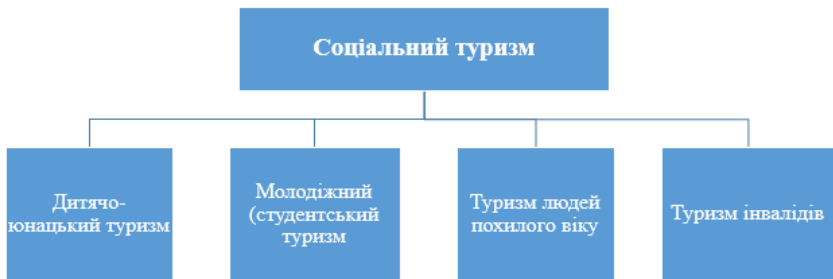 Соціальний туризм
Дитячо-
юнацький туризм
Молодіжний
(студентський
туризм
Туризм людей
похилого віку
Туризм інвалідів